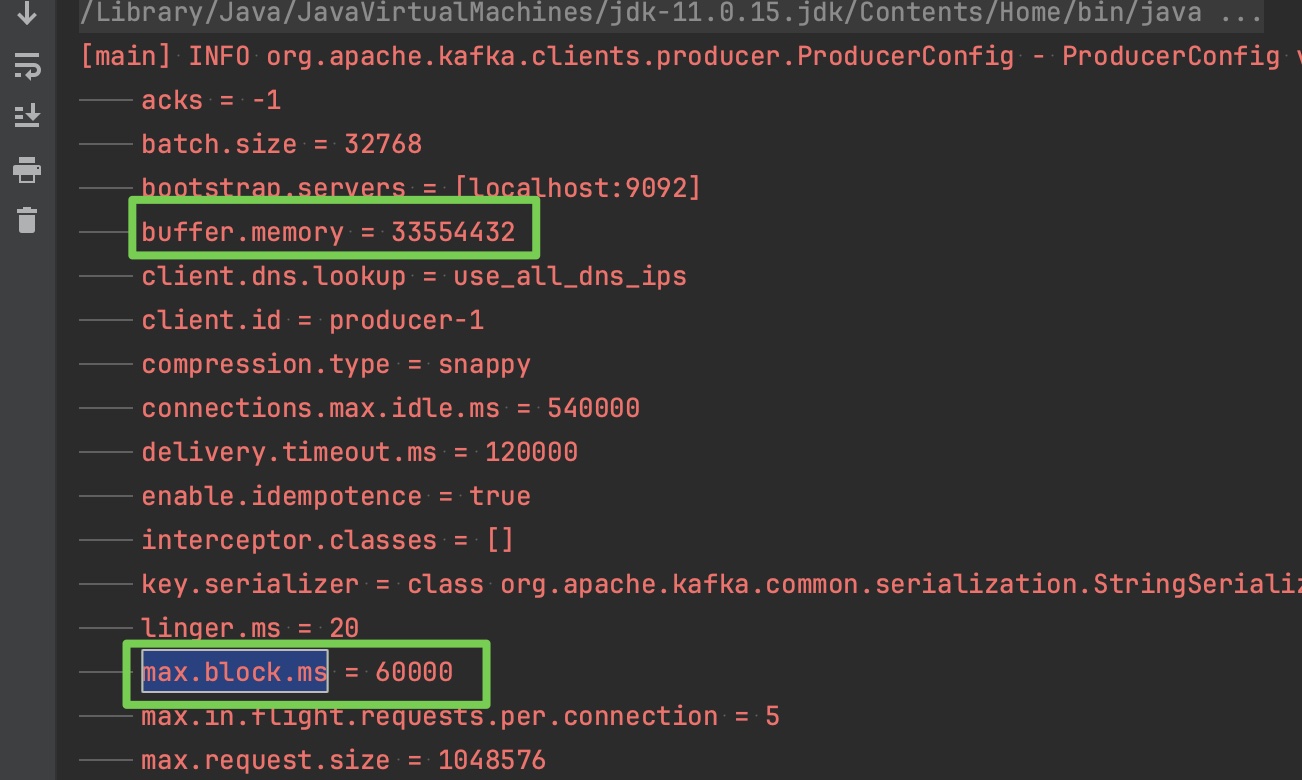 /Library/Java/JavaVirtualMachines/jdk-11.0.15.jdk/Contents/Home/bin/java ...
[main] INFO org.apache.kafka.clients.producer.ProducerConfig - ProducerConfig
acks = -1
batch.size = 32768
bootstrap.servers = [localhost:9092]
buffer.memory = 33554432
client.dns.lookup = use_all_dns_ips
client.id = producer-1
compression.type = snappy
connections.max.idle.ms = 540000
delivery.timeout.ms = 120000
enable.idempotence = true
interceptor.classes = []
key.serializer = class org.apache.kafka.common.serialization.StringSerializ
linger.ms = 20
max.block.ms = 60000
max.in.flight.requests.per.connection = 5
max.request.size = 1048576